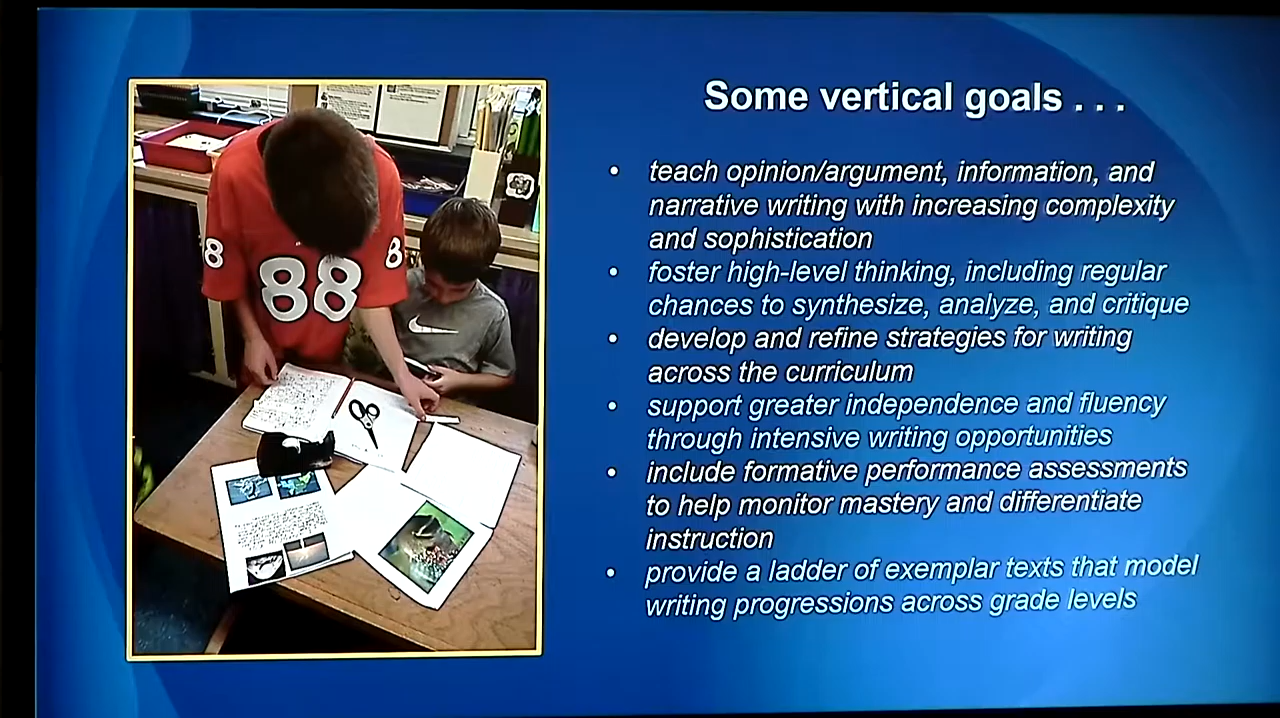 Some vertical goals . . .
• teach opinion/argument, information, and
narrative writing with increasing complexity
and sophistication
• foster high-level thinking, including regular
chances to synthesize, analyze, and critique
• develop and refine strategies for writing
across the curriculum
• support greater independence and fluency
through intensive writing opportunities
• include formative performance assessments
to help monitor mastery and differentiate
instruction
• provide a ladder of exemplar texts that model
writing progressions across grade levels
8 88 8